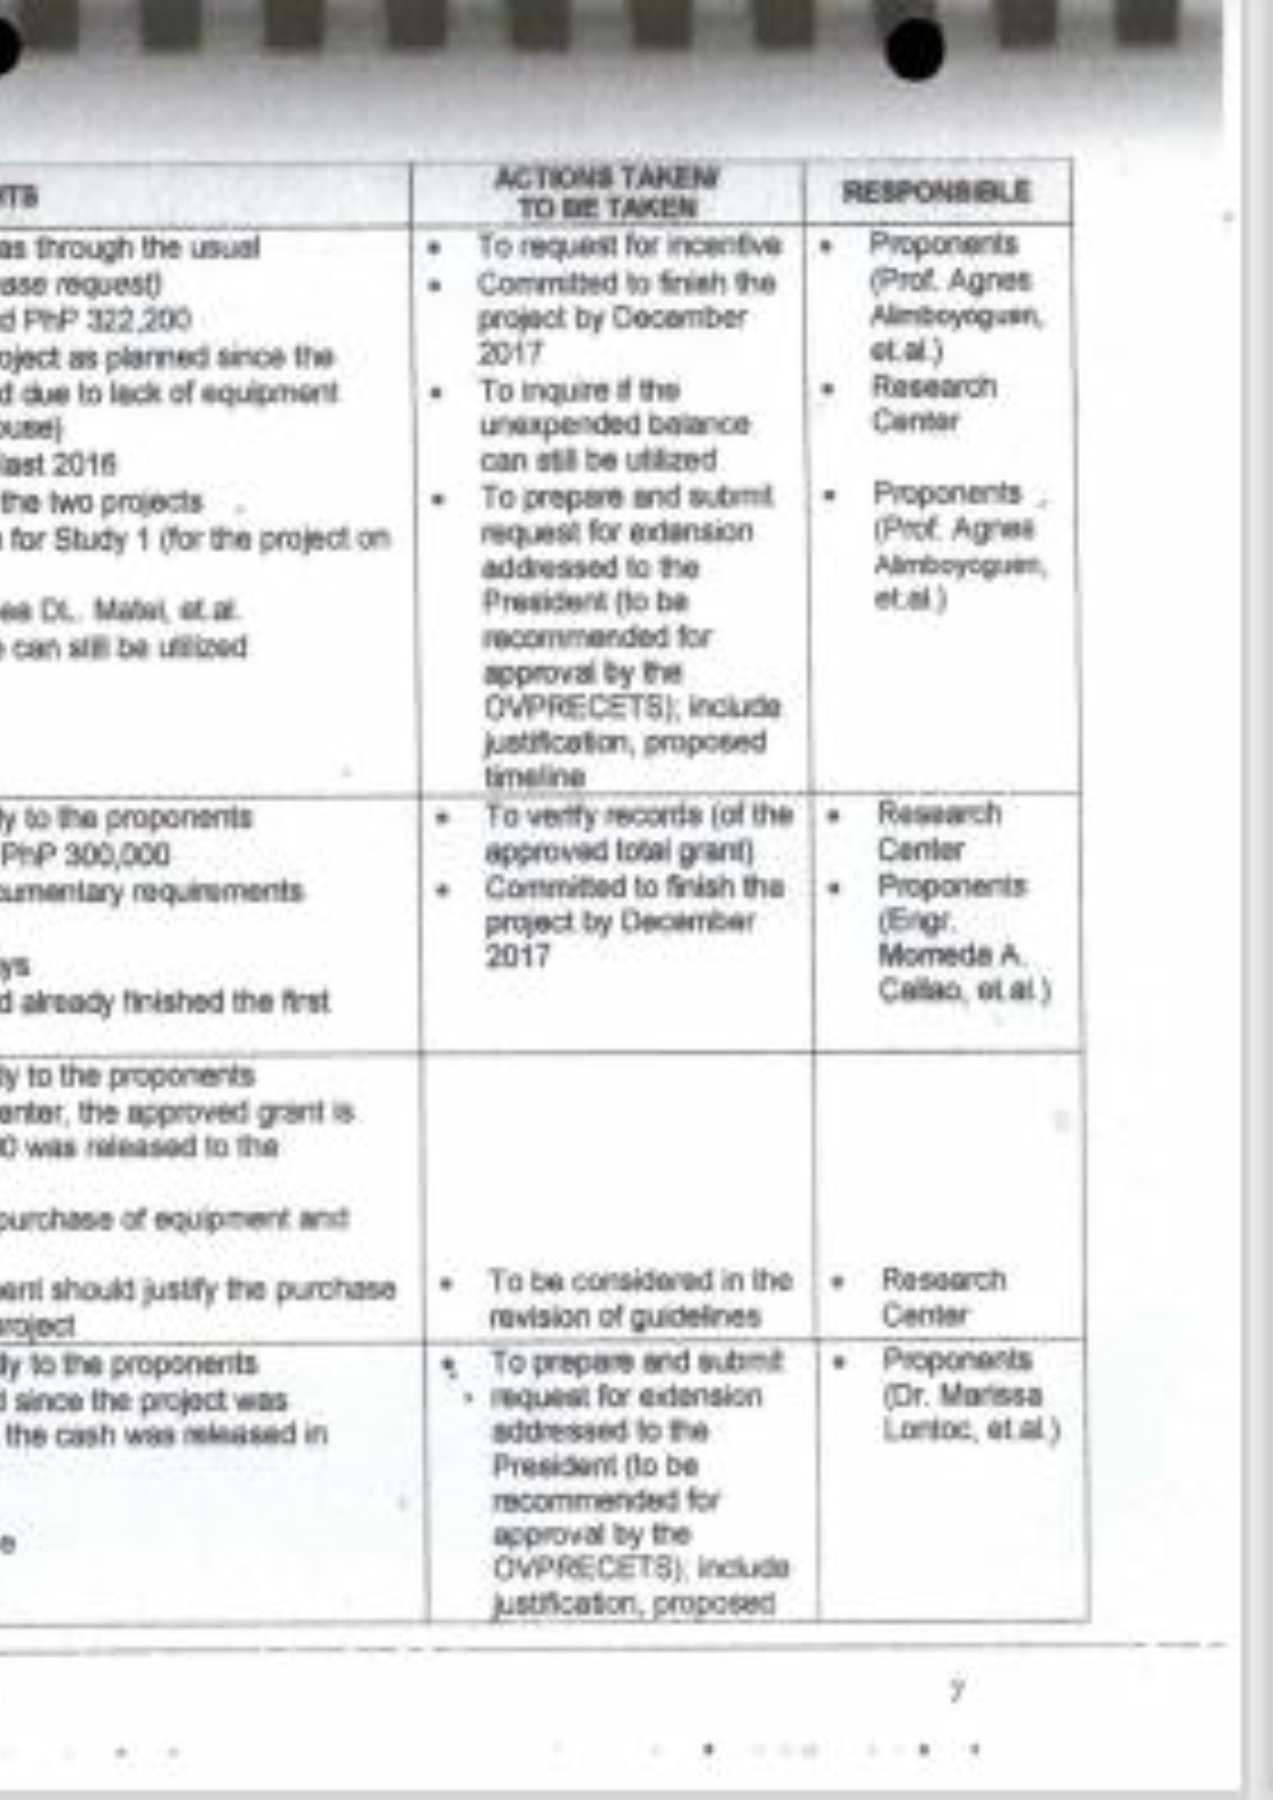 ACTIONS TAKEN/
TO BE TAKEN
RESPONSIBLE
as through the usual
ase request)
d PhP 322,200
oject as planned since the
d due to lack of equipment
ouse)
last 2016
the two projects
for Study 1 (for the project on
DL. et.al.
can still be utilized
To request for incentive
Committed to finish the
project by December
2017
To inquire if the
unexpended balance
can still be utilized
To prepare and submit
request for extension
addressed to the
President (to be
recommended for
approval by the
OVPRECETS); include
justification, proposed
timeline
Proponents
(Prof. Agnes
Alimboyoguen,
et.al.)
Research
Center
Proponents
(Prof. Agnes
Alimboyoguen,
et.al.)
ly to the proponents
PhP 300,000
cumentary requirements
ys
d already finished the first
To verify records (of the
approved total grant)
Committed to finish the
project by December
2017
Research
Center
Proponents
(Engr.
A.
et.al.)
ly to the proponents
enter, the approved grant is
0 was released to the
purchase of equipment and
ent should justify the purchase
project
To be considered in the
revision of guidelines
Research
Center
ly to the proponents
d since the project was
the cash was released in
e
To prepare and submit
request for extension
addressed to the
President (to be
recommended for
approval by the
OVPRECETS); include
justification, proposed
Proponents
(Dr. Marissa
Lontoc, et.al.)
7